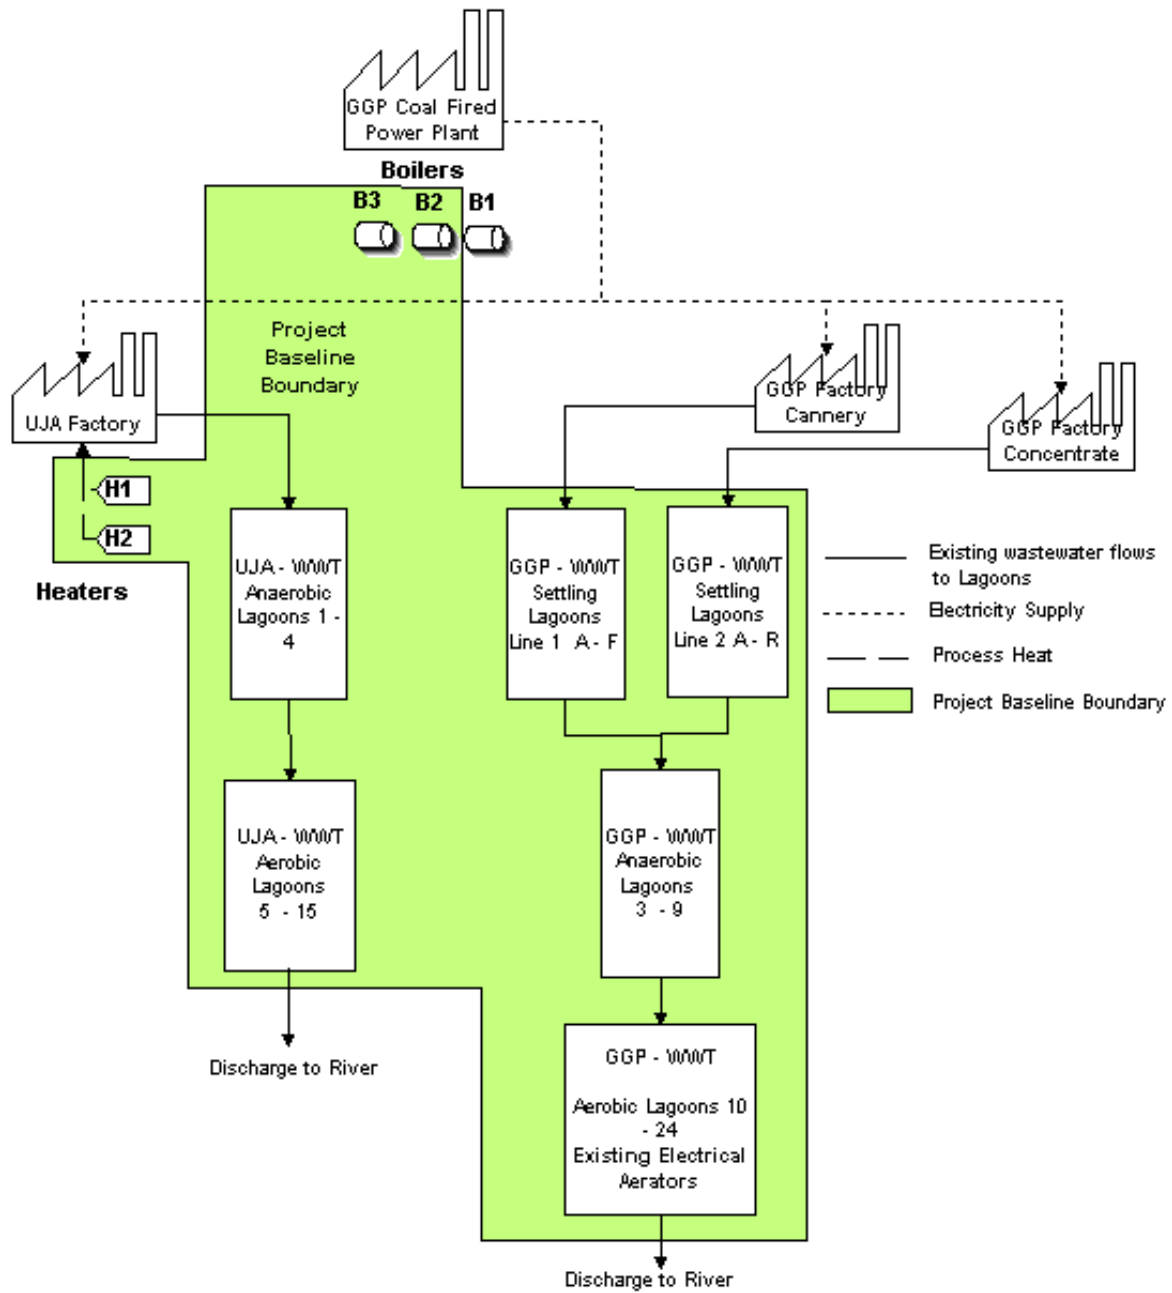 GGP Coal Fired
Power Plant
Boilers
B3
B2
B1
Project
Baseline
Boundary
UJA Factory
GGP Factory
Cannery
GGP Factory
Concentrate
H1
H2
Heaters
UJA - WWT
Anaerobic
Lagoons 1 -
4
GGP - WWT
Settling
Lagoons
Line 1 A - F
GGP - WWT
Settling
Lagoons
Line 2 A - R
Existing wastewater flows
to Lagoons
Electricity Supply
Process Heat
Project Baseline Boundary
UJA - WWT
Aerobic
Lagoons
5 - 15
GGP - WWT
Anaerobic
Lagoons
3 - 9
Discharge to River
GGP - WWT
Aerobic Lagoons 10
- 24
Existing Electrical
Aerators
Discharge to River